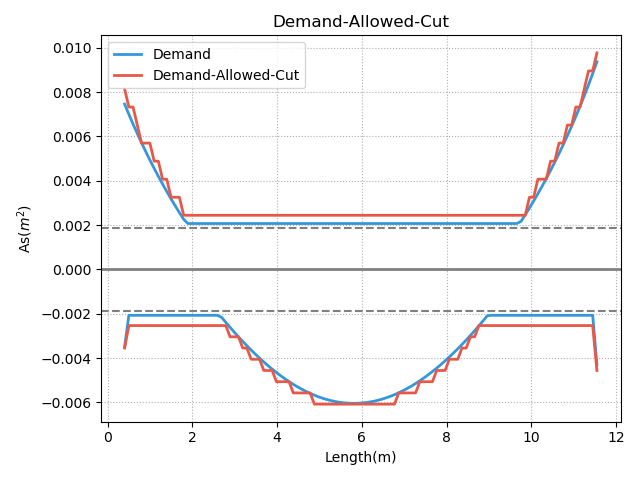 Demand-Allowed-Cut
Demand
Demand-Allowed-Cut
0.010
0.008
0.006
0.004
0.002
0.000
−0.002
−0.004
−0.006
As(m²)
0 2 4 6 8 10 12
Length(m)